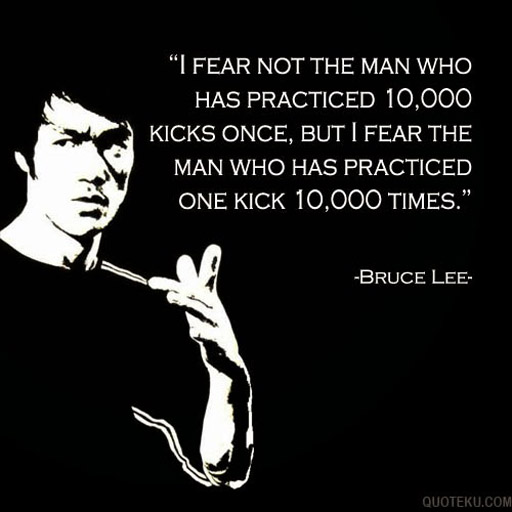 “I FEAR NOT THE MAN WHO
HAS PRACTICED 10,000
KICKS ONCE, BUT I FEAR THE
MAN WHO HAS PRACTICED
ONE KICK 10,000 TIMES.”
-BRUCE LEE-
QUOTEKU.COM